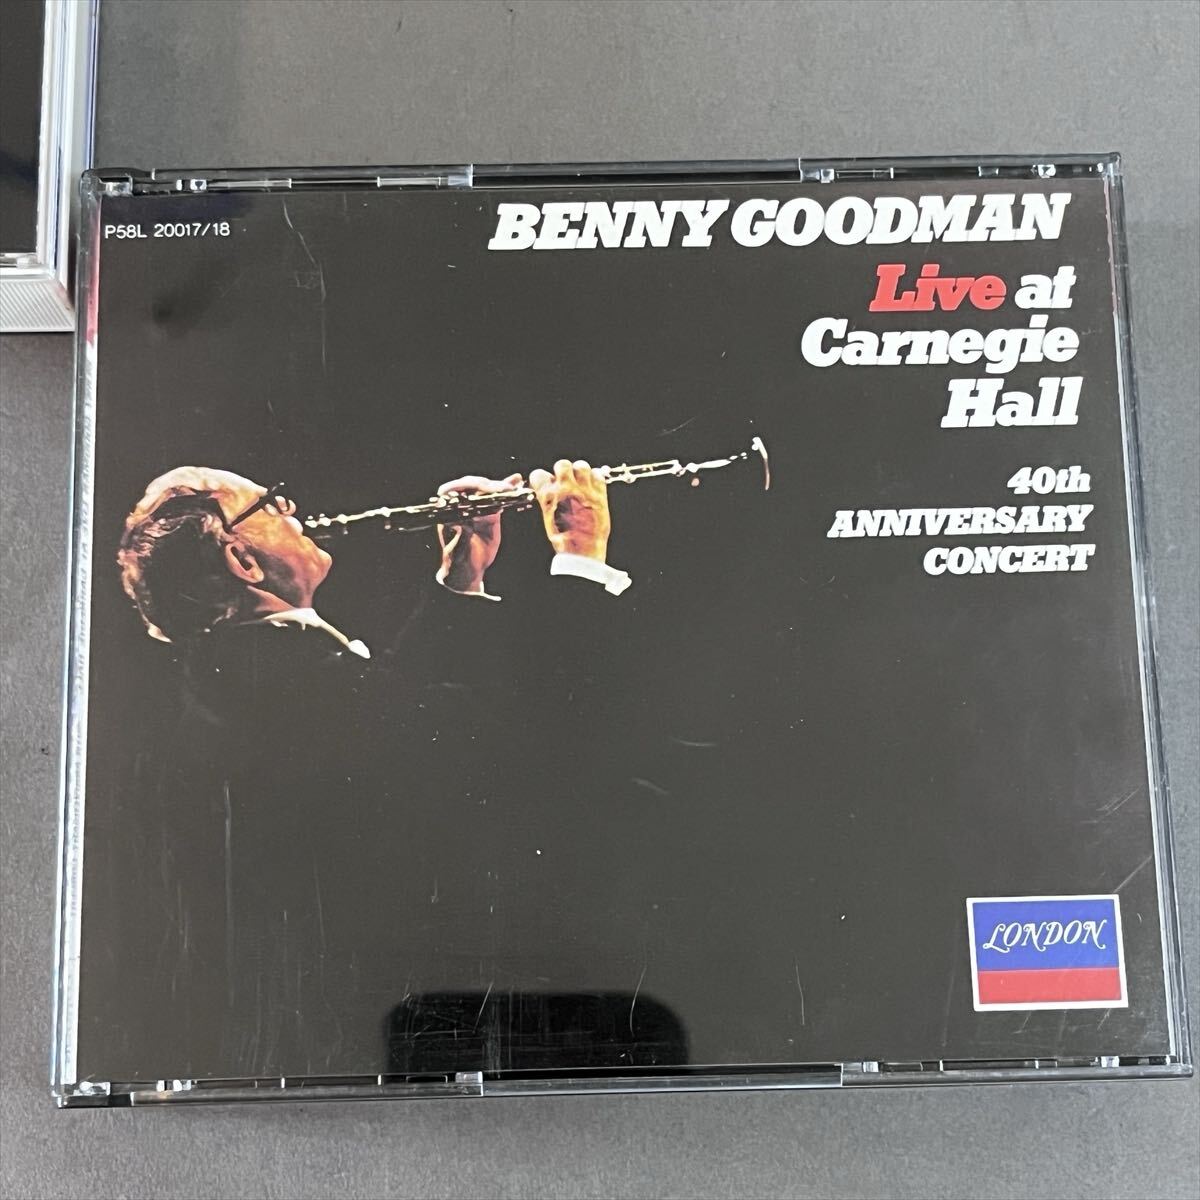 P58L 20017/18
BENNY GOODMAN
Live at
Carnegie
Hall
40th
ANNIVERSARY
CONCERT
LONDON